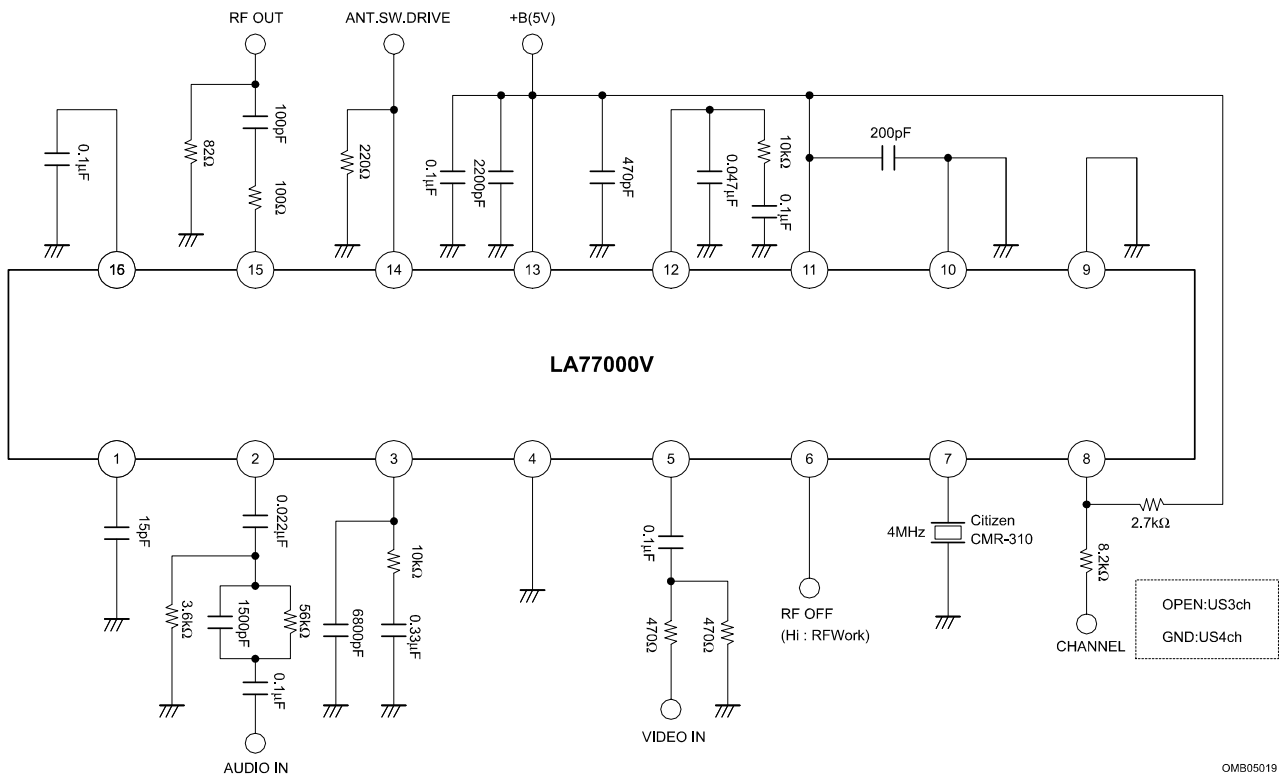 RF OUT
ANT.SW.DRIVE
+B(5V)
0.1μF
82Ω
100pF
100Ω
220Ω
0.1μF
2200pF
470pF
0.047μF
10kΩ
0.1μF
200pF
16
15
14
13
12
11
10
9
LA77000V
1
2
3
4
5
6
7
8
15pF
0.022μF
3.6kΩ
1500pF
56kΩ
0.1μF
AUDIO IN
6800pF
10kΩ
0.33μF
0.1μF
470Ω
470Ω
VIDEO IN
RF OFF
(Hi : RFWork)
4MHz
Citizen
CMR-310
2.7kΩ
8.2kΩ
CHANNEL
OPEN:US3ch
GND:US4ch
OMB05019